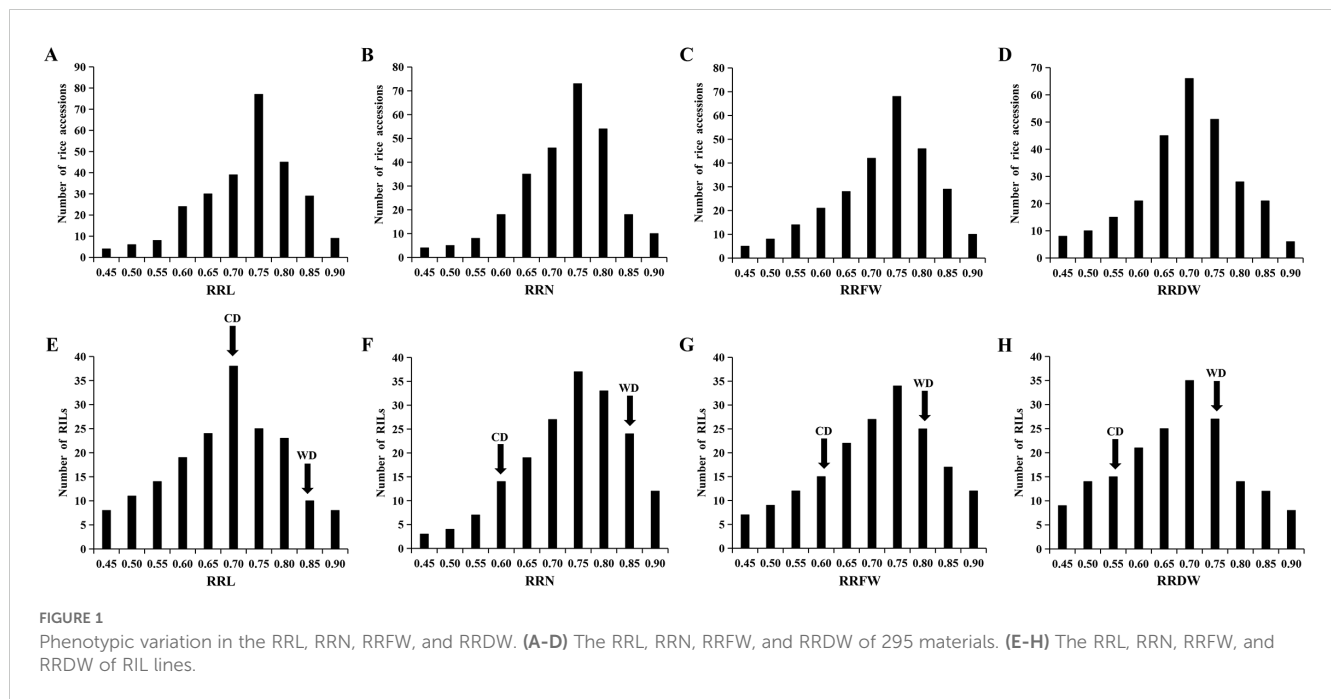 A
Number of rice accessions
90
80
70
60
50
40
30
20
10
0
0.45 0.50 0.55 0.60 0.65 0.70 0.75 0.80 0.85 0.90
RRL
B
Number of rice accessions
80
70
60
50
40
30
20
10
0
0.45 0.50 0.55 0.60 0.65 0.70 0.75 0.80 0.85 0.90
RRN
C
Number of rice accessions
80
70
60
50
40
30
20
10
0
0.45 0.50 0.55 0.60 0.65 0.70 0.75 0.80 0.85 0.90
RRFW
D
Number of rice accessions
70
60
50
40
30
20
10
0
0.45 0.50 0.55 0.60 0.65 0.70 0.75 0.80 0.85 0.90
RRDW
E
Number of RILs
40
35
30
25
20
15
10
5
0
CD
WD
0.45 0.50 0.55 0.60 0.65 0.70 0.75 0.80 0.85 0.90
RRL
F
Number of RILs
40
35
30
25
20
15
10
5
0
CD
WD
0.45 0.50 0.55 0.60 0.65 0.70 0.75 0.80 0.85 0.90
RRN
G
Number of RILs
40
35
30
25
20
15
10
5
0
CD
WD
0.45 0.50 0.55 0.60 0.65 0.70 0.75 0.80 0.85 0.90
RRFW
H
Number of RILs
40
35
30
25
20
15
10
5
0
CD
WD
0.45 0.50 0.55 0.60 0.65 0.70 0.75 0.80 0.85 0.90
RRDW
FIGURE 1
Phenotypic variation in the RRL, RRN, RRFW, and RRDW. (A-D) The RRL, RRN, RRFW, and RRDW of 295 materials. (E-H) The RRL, RRN, RRFW, and
RRDW of RIL lines.